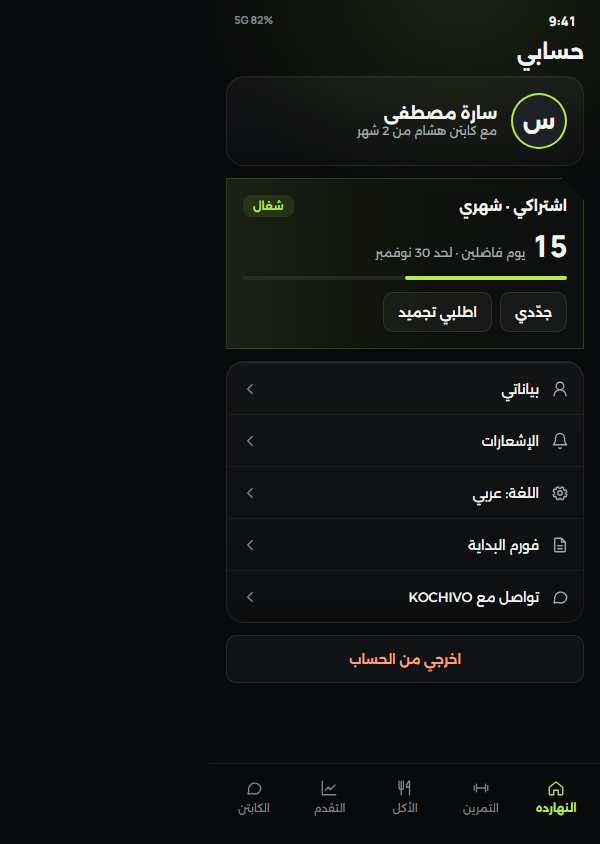 9:41
5G 82%
حسابي
س
سارة مصطفى
مع كابتن هشام من 2 شهر
اشتراكي · شهري
شغال
15 يوم فاضلين · لحد 30 نوفمبر
جدّدي
اطلبي تجميد
بياناتي
الإشعارات
اللغة: عربي
فورم البداية
تواصل مع KOCHIVO
اخرجي من الحساب
النهارده
التمرين
الأكل
التقدم
الكابتن